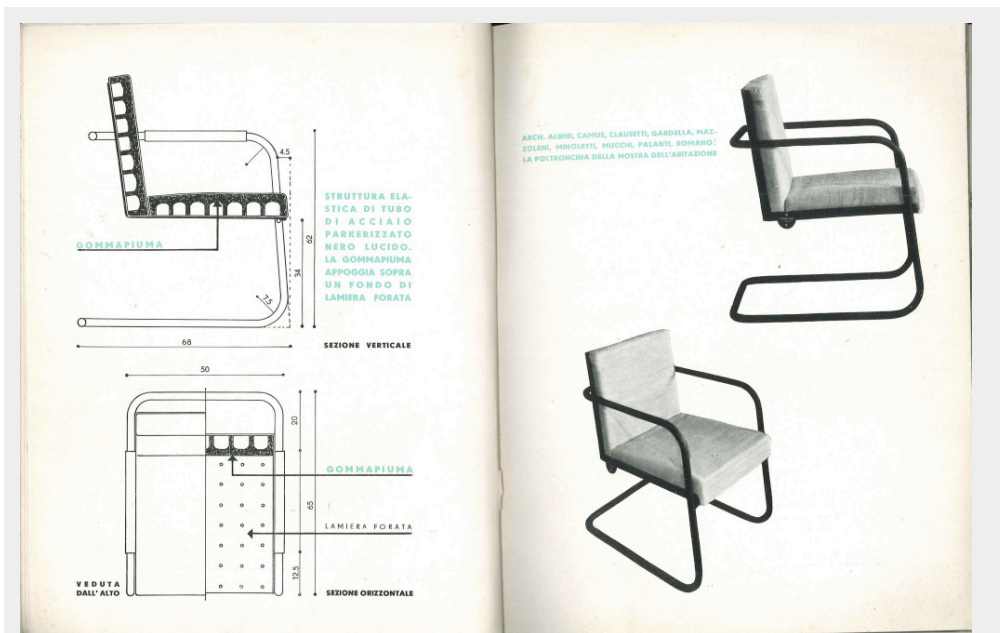 4.5
STRUTTURA ELA-
STICA DI TUBO
DI ACCIAIO
PARKERIZZATO
NERO LUCIDO.
LA GOMMAPIUMA
APPOGGIA SOPRA
UN FONDO DI
LAMIERA FORATA
GOMMAPIUMA
62
34
7.5
68
SEZIONE VERTICALE
50
20
GOMMAPIUMA
65
LAMIERA FORATA
12.5
VEDUTA
DALL' ALTO
SEZIONE ORIZZONTALE
ARCH. ALBINI, CAMUS, CLAUSETTI, GARDELLA, MAZ-
ZOLENI, MINOLETTI, MUCCHI, PALANTI, ROMANO:
LA POLTRONCINA DELLA MOSTRA DELL'ABITAZIONE